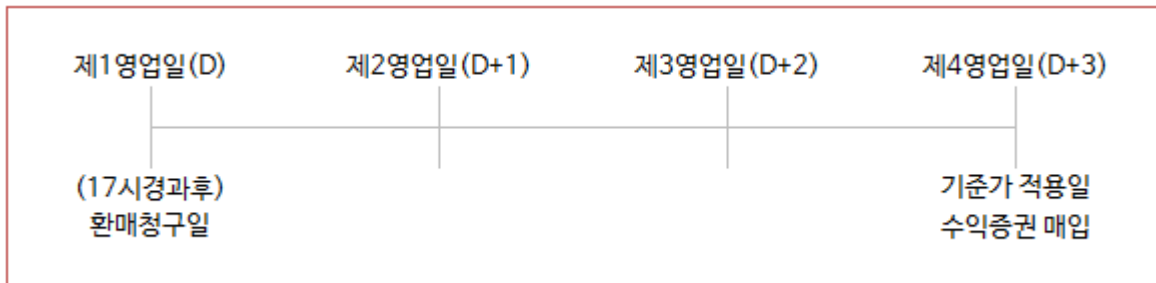 제1영업일(D) 제2영업일(D+1) 제3영업일(D+2) 제4영업일(D+3)
(17시경과후) 기준가 적용일
환매청구일 수익증권 매입